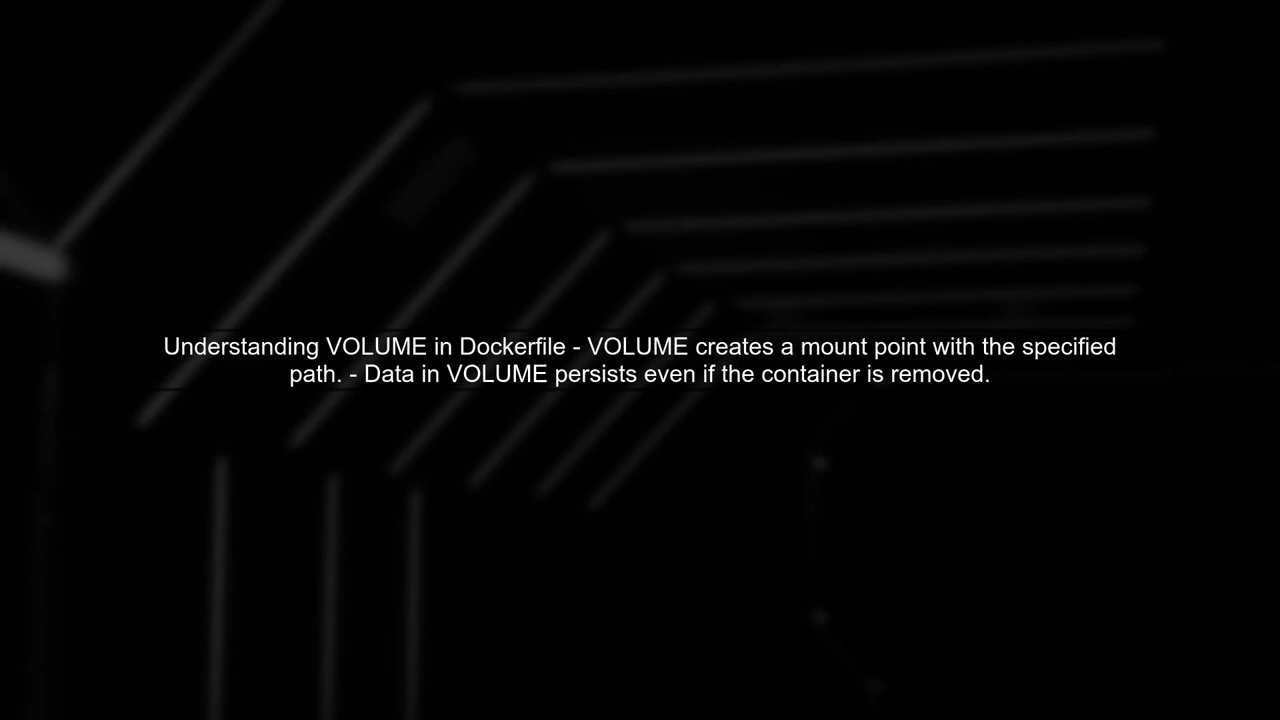 Understanding VOLUME in Dockerfile - VOLUME creates a mount point with the specified
path. - Data in VOLUME persists even if the container is removed.